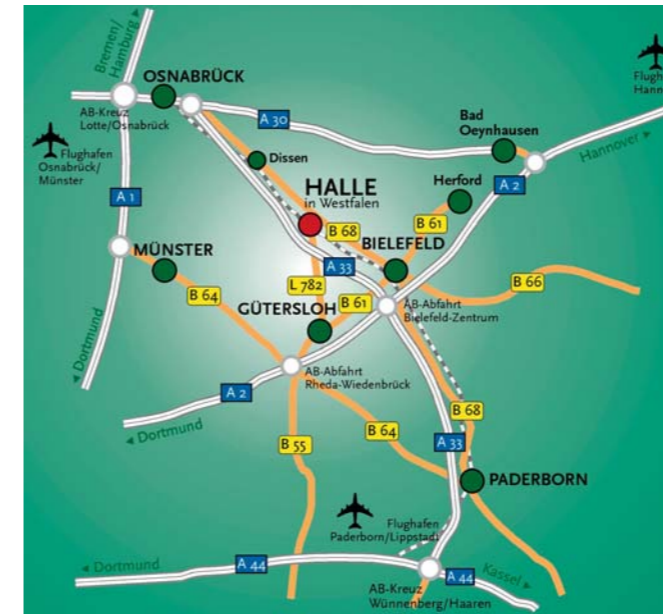 Bremen/
Hamburg
OSNABRÜCK
AB-Kreuz
Lotte/Osnabrück
A 30
Bad
Oeynhausen
Hannover
Flughafen
Osnabrück/
Münster
Dissen
HALLE
in Westfalen
Herford
A 2
A 1
B 68
B 61
MÜNSTER
BIELEFELD
A 33
B 64
L 782
B 61
B 66
GÜTERSLOH
AB-Abfahrt
Bielefeld-Zentrum
Dortmund
AB-Abfahrt
Rheda-Wiedenbrück
A 2
Dortmund
B 68
B 64
A 33
B 55
PADERBORN
Flughafen
Paderborn/Lippstadt
Dortmund
A 44
A 44
Kassel
AB-Kreuz
Wünnenberg/Haaren